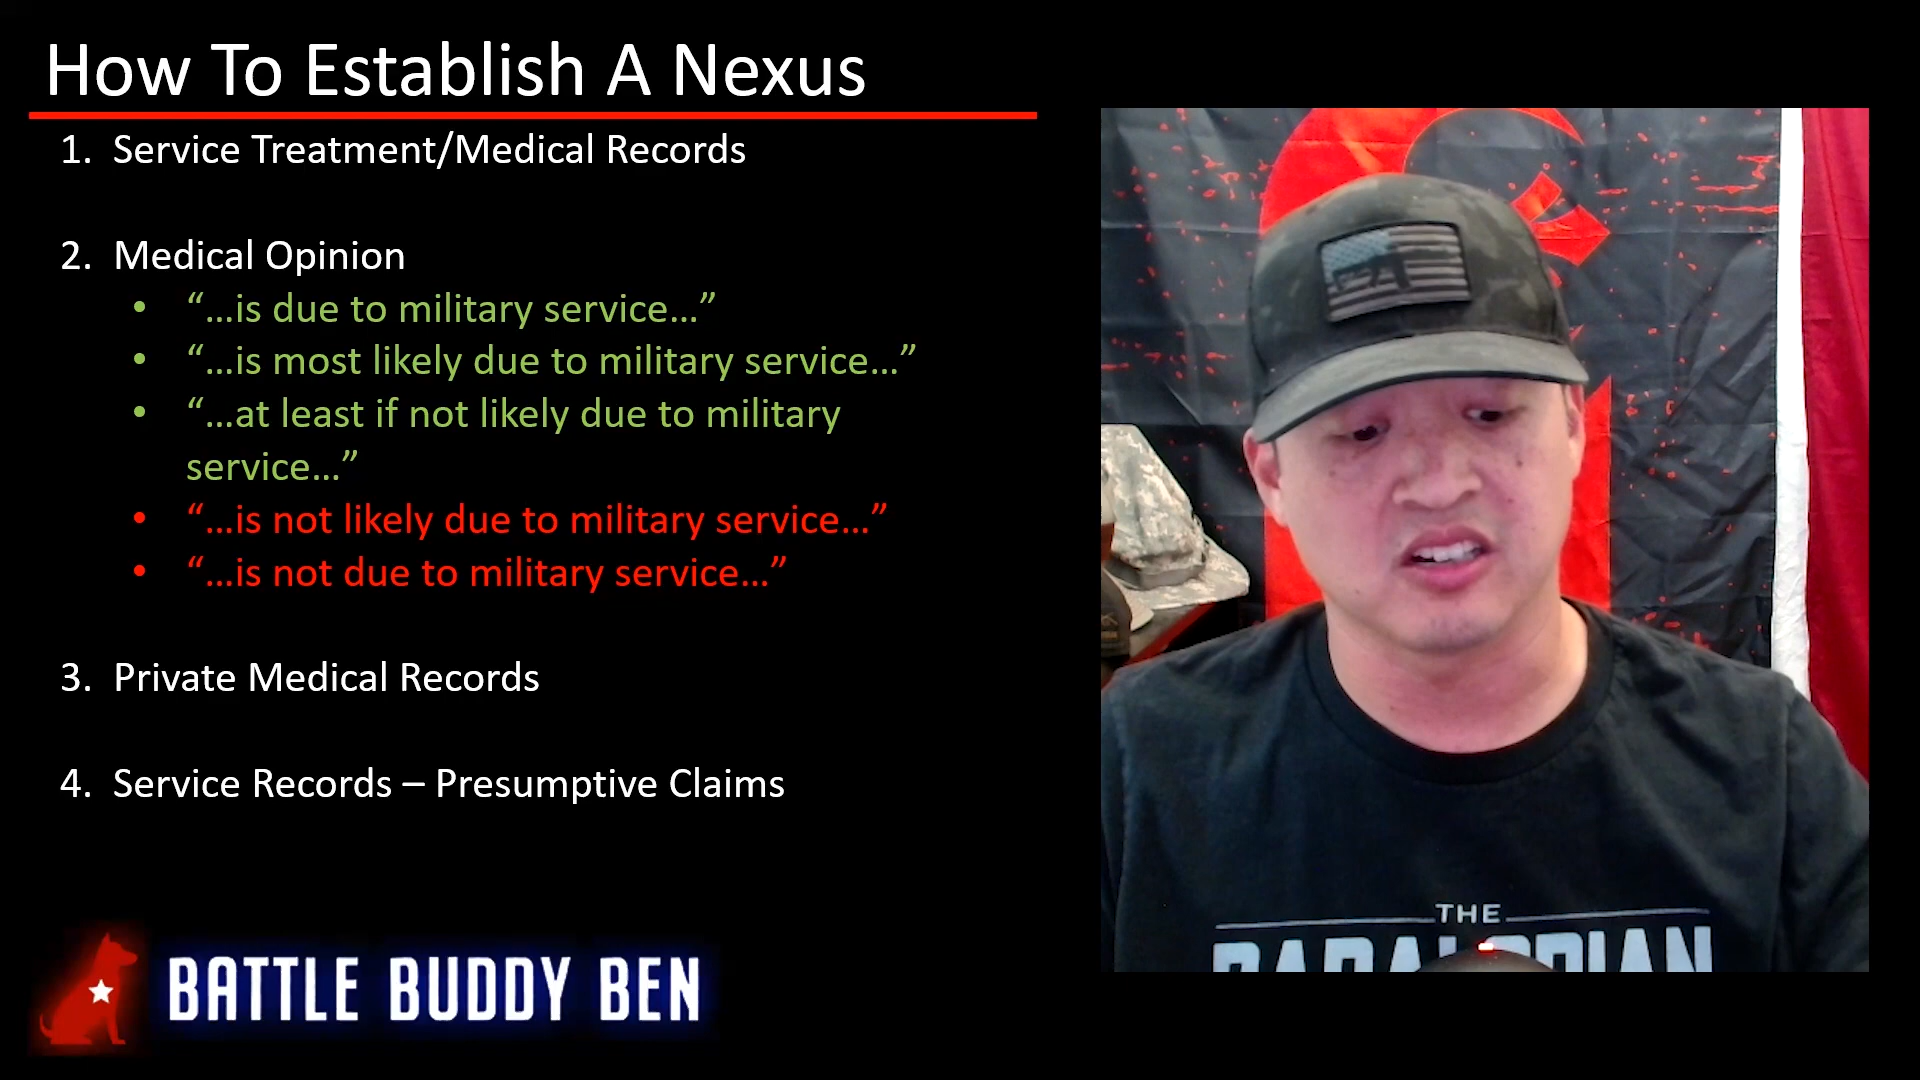 How To Establish A Nexus
1. Service Treatment/Medical Records
2. Medical Opinion
• “…is due to military service…”
• “…is most likely due to military service…”
• “…at least if not likely due to military
service…”
• “…is not likely due to military service…”
• “…is not due to military service…”
3. Private Medical Records
4. Service Records – Presumptive Claims
THE
BATTLE BUDDY BEN